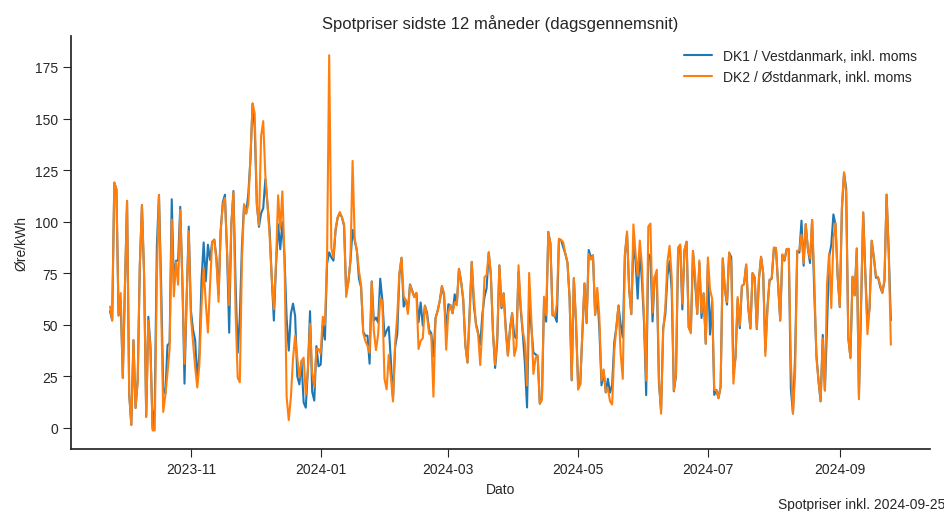 Spotpriser sidste 12 måneder (dagsgennemsnit)
DK1 / Vestdanmark, inkl. moms
DK2 / Østdanmark, inkl. moms
Øre/kWh
175
150
125
100
75
50
25
0
2023-11
2024-01
2024-03
2024-05
2024-07
2024-09
Dato
Spotpriser inkl. 2024-09-25